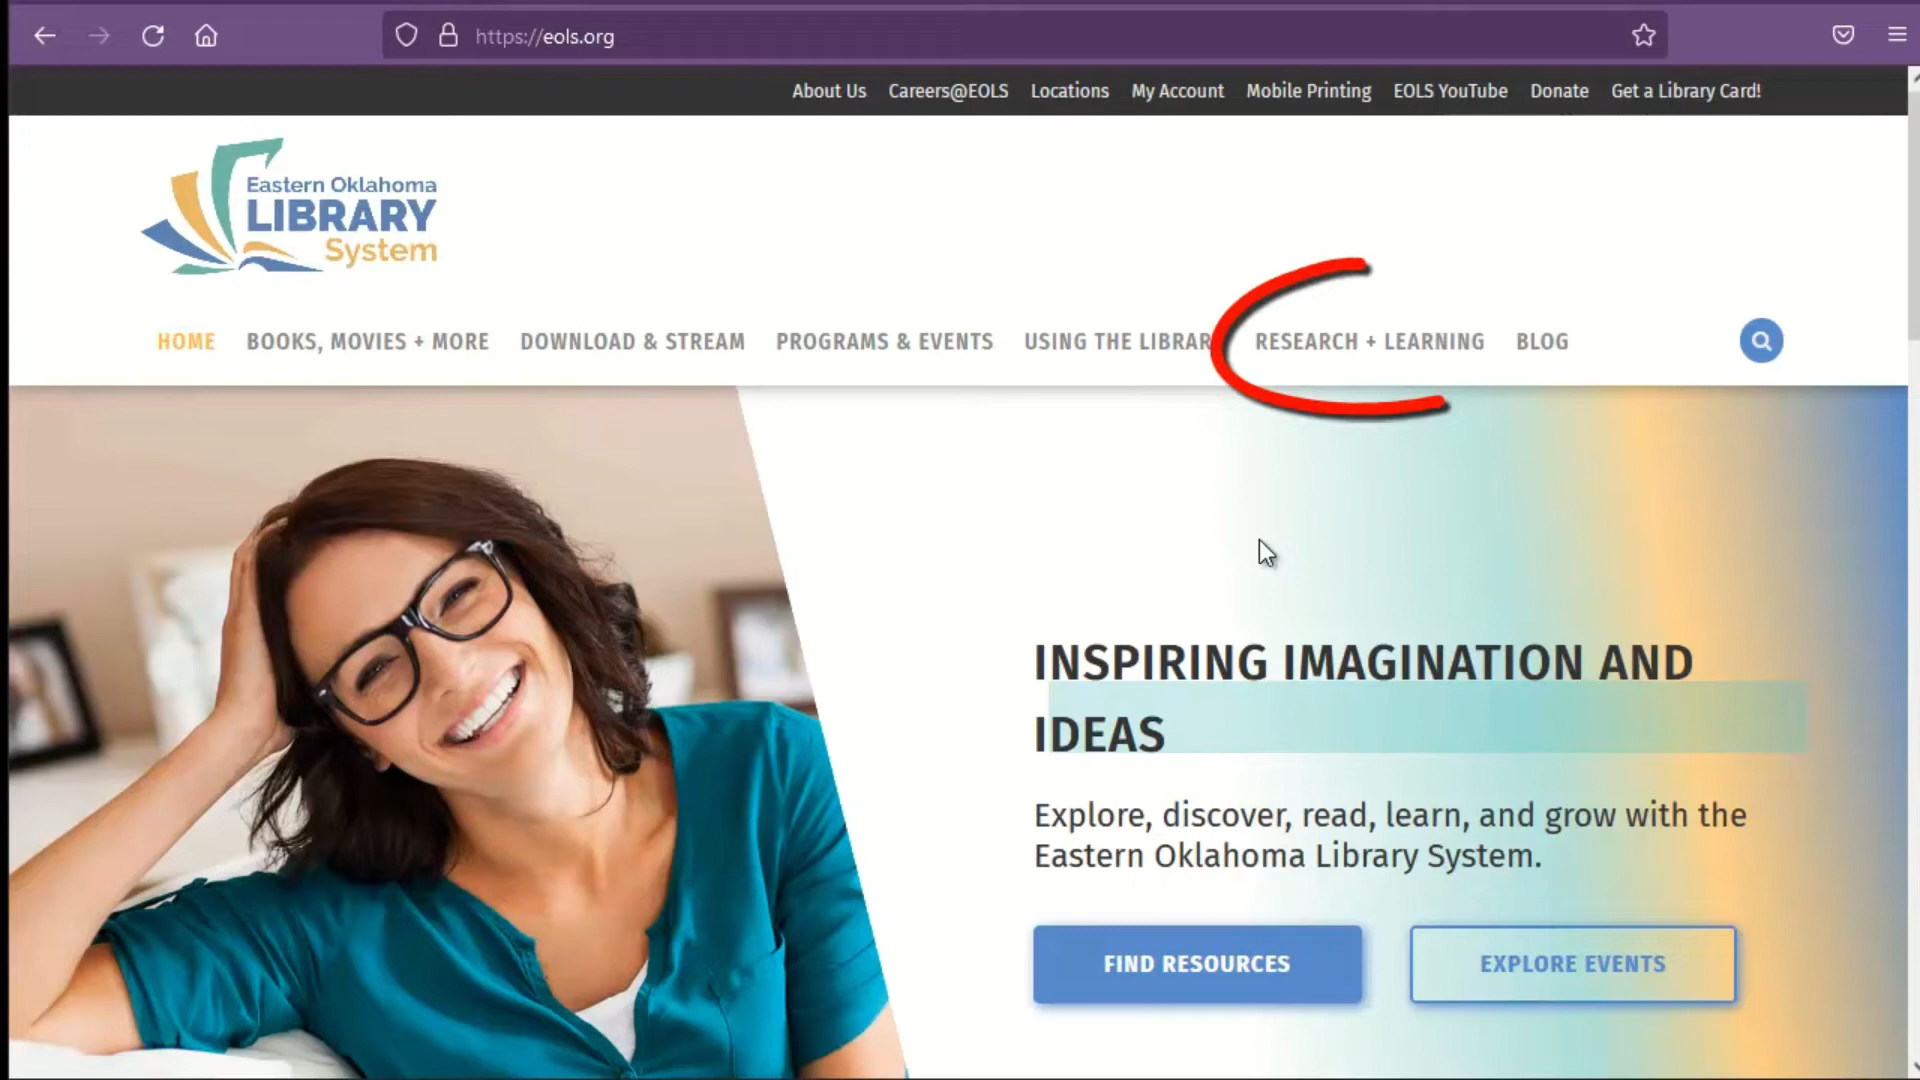 https://eols.org
About Us Careers@EOLS Locations My Account Mobile Printing EOLS YouTube Donate Get a Library Card!
Eastern Oklahoma
LIBRARY
System
HOME BOOKS, MOVIES + MORE DOWNLOAD & STREAM PROGRAMS & EVENTS USING THE LIBRAR RESEARCH + LEARNING BLOG
INSPIRING IMAGINATION AND
IDEAS
Explore, discover, read, learn, and grow with the
Eastern Oklahoma Library System.
FIND RESOURCES EXPLORE EVENTS